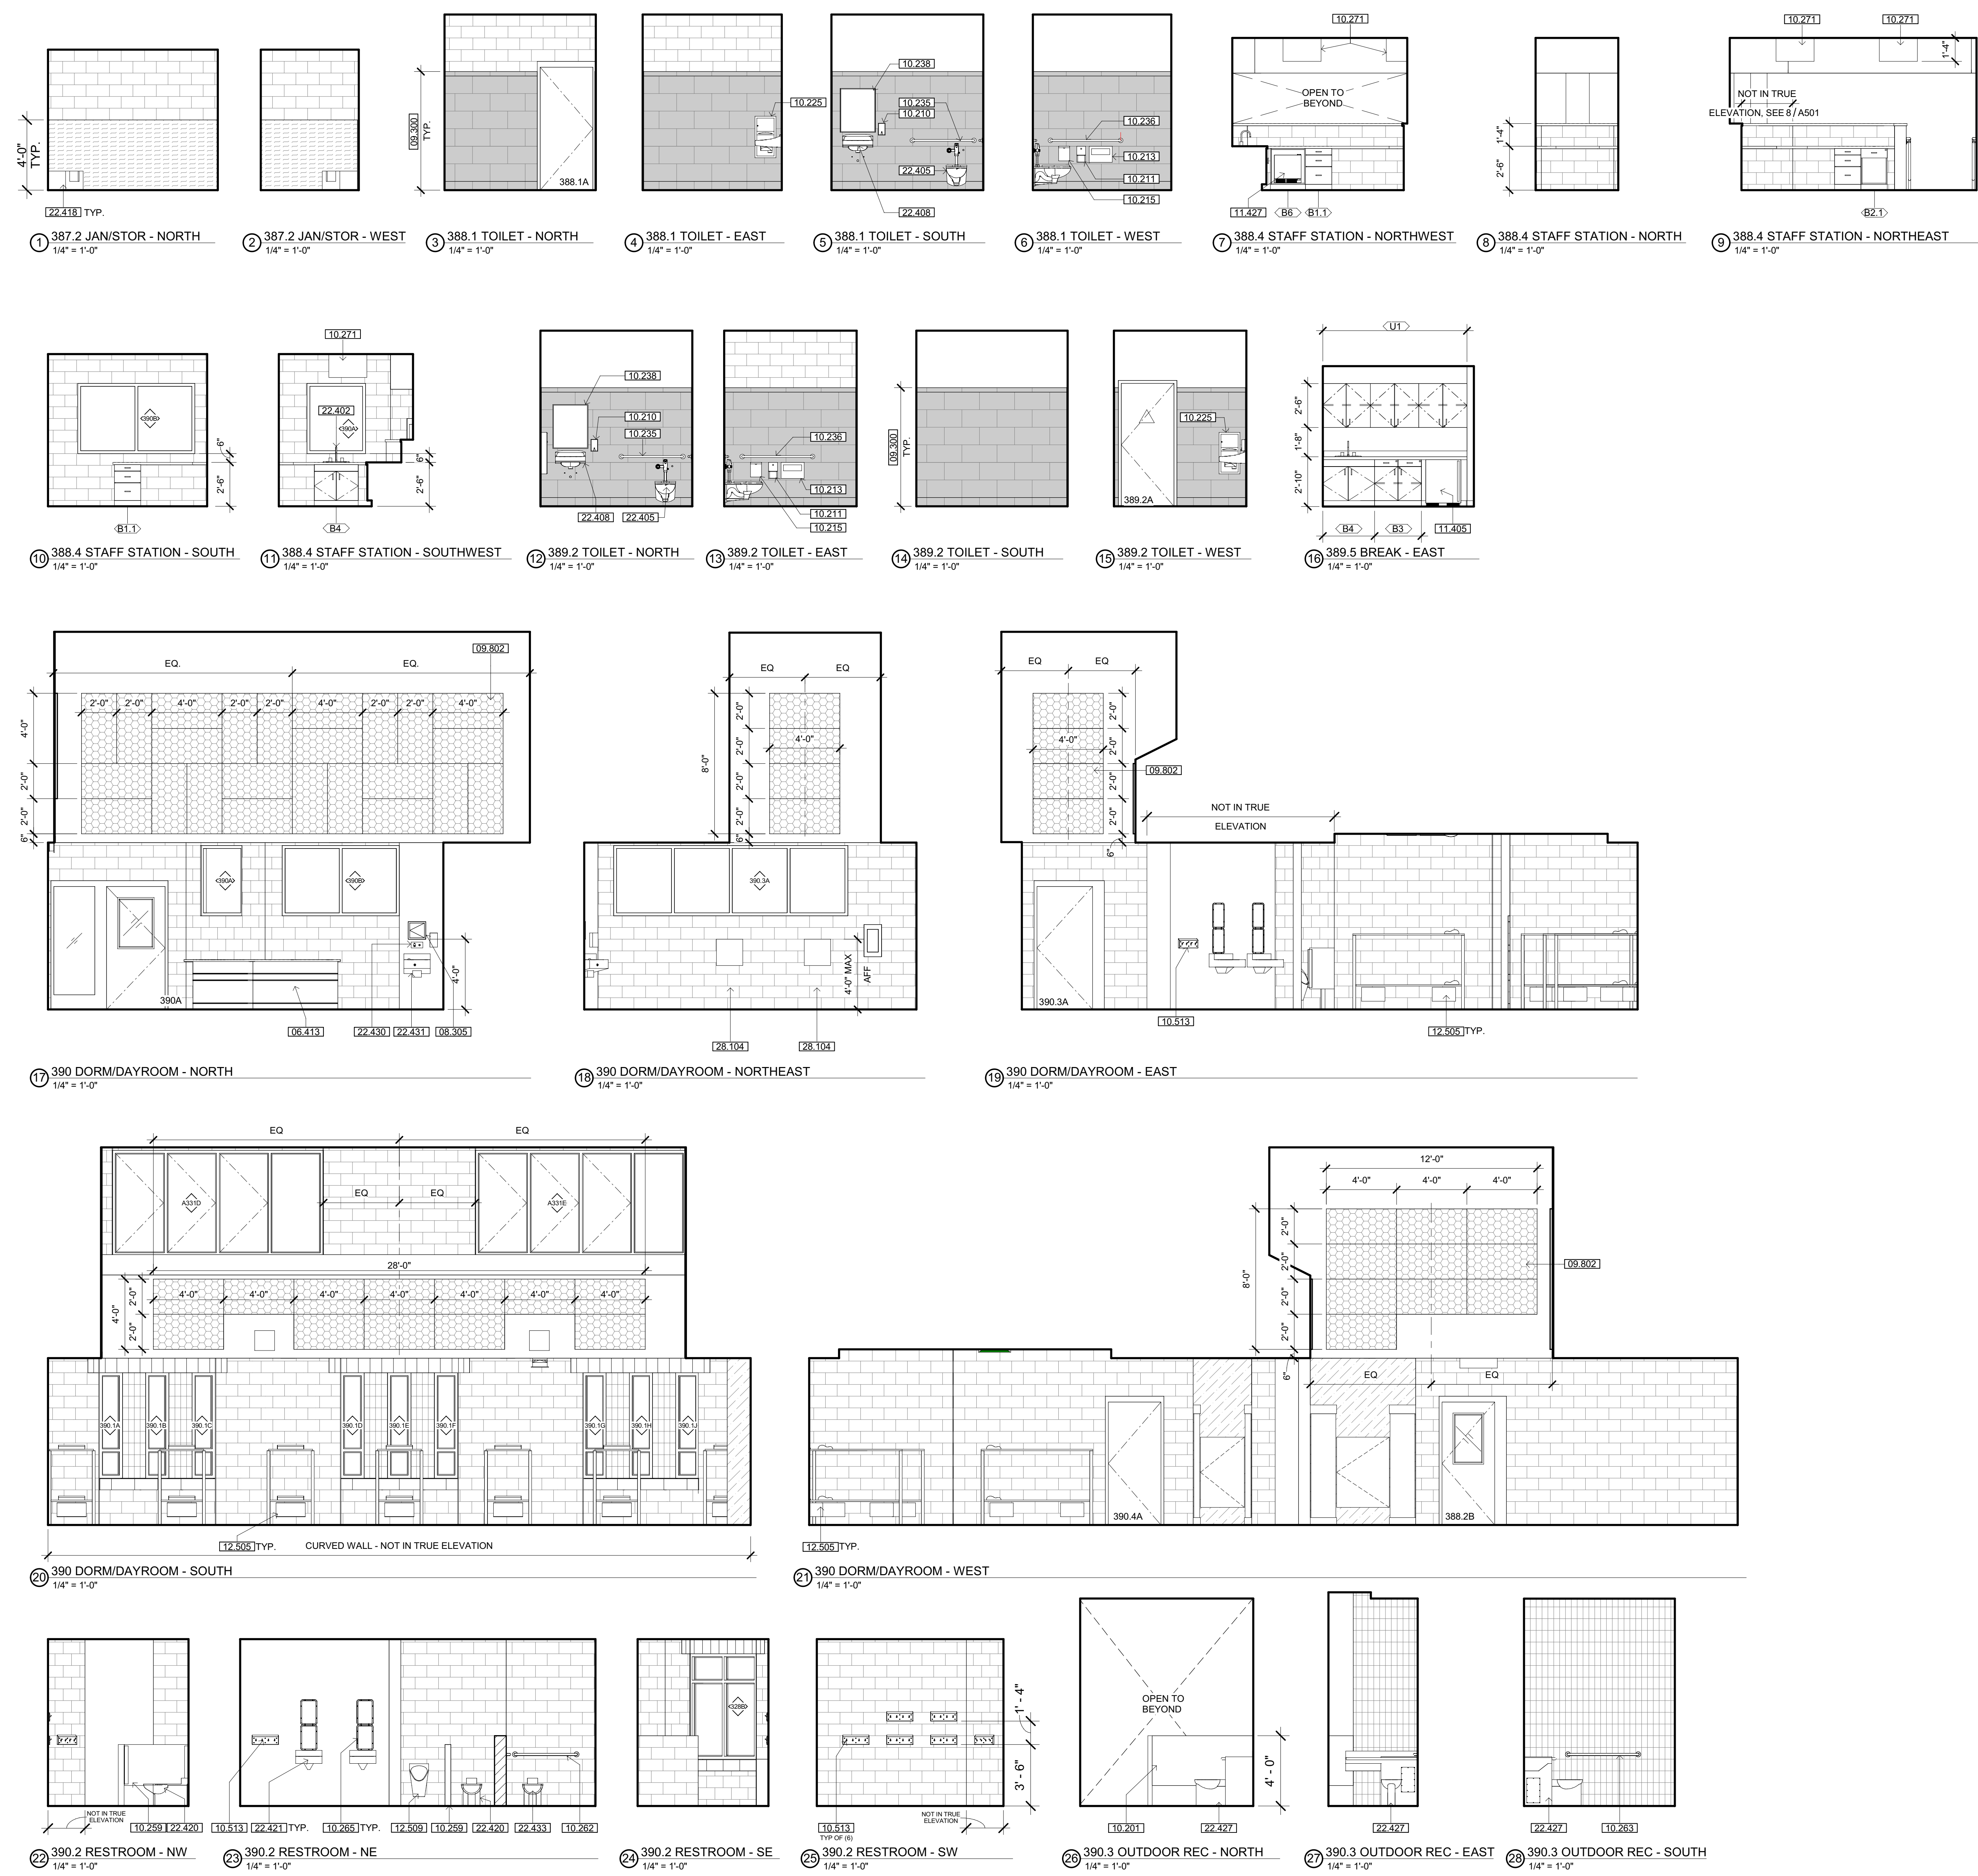 4'-0"
TYP.
22.418 TYP.
1 387.2 JAN/STOR - NORTH
1/4" = 1'-0"
2 387.2 JAN/STOR - WEST
1/4" = 1'-0"
09.300
TYP.
388.1A
3 388.1 TOILET - NORTH
1/4" = 1'-0"
10.225
4 388.1 TOILET - EAST
1/4" = 1'-0"
10.238
10.235
10.210
22.405
22.408
5 388.1 TOILET - SOUTH
1/4" = 1'-0"
10.236
10.213
10.211
10.215
6 388.1 TOILET - WEST
1/4" = 1'-0"
10.271
OPEN TO
BEYOND
11.427
B6
B1.1
7 388.4 STAFF STATION - NORTHWEST
1/4" = 1'-0"
1'-4"
2'-6"
8 388.4 STAFF STATION - NORTH
1/4" = 1'-0"
10.271
10.271
1'-4"
NOT IN TRUE
ELEVATION, SEE 8 / A501
B2.1
9 388.4 STAFF STATION - NORTHEAST
1/4" = 1'-0"
390B
6"
2'-6"
B1.1
10 388.4 STAFF STATION - SOUTH
1/4" = 1'-0"
10.271
22.402
390A
6"
2'-6"
B4
11 388.4 STAFF STATION - SOUTHWEST
1/4" = 1'-0"
10.238
10.210
10.235
22.408
22.405
12 389.2 TOILET - NORTH
1/4" = 1'-0"
10.236
10.213
10.211
10.215
13 389.2 TOILET - EAST
1/4" = 1'-0"
09.300
TYP.
14 389.2 TOILET - SOUTH
1/4" = 1'-0"
10.225
389.2A
15 389.2 TOILET - WEST
1/4" = 1'-0"
U1
2'-6"
1'-8"
2'-10"
B4
B3
11.405
16 389.5 BREAK - EAST
1/4" = 1'-0"
09.802
EQ.
EQ.
2'-0"
2'-0"
4'-0"
2'-0"
2'-0"
4'-0"
2'-0"
2'-0"
4'-0"
4'-0"
2'-0"
2'-0"
6"
390A
390B
390A
4'-0"
06.413
22.430
22.431
08.305
17 390 DORM/DAYROOM - NORTH
1/4" = 1'-0"
EQ
EQ
8'-0"
2'-0"
2'-0"
2'-0"
2'-0"
6"
4'-0"
390.3A
4'-0" MAX
AFF
28.104
28.104
18 390 DORM/DAYROOM - NORTHEAST
1/4" = 1'-0"
EQ
EQ
4'-0"
2'-0"
2'-0"
2'-0"
2'-0"
6"
09.802
NOT IN TRUE
ELEVATION
390.3A
10.513
12.505 TYP.
19 390 DORM/DAYROOM - EAST
1/4" = 1'-0"
EQ
EQ
A331D
EQ
EQ
A331E
28'-0"
4'-0"
2'-0"
2'-0"
4'-0"
4'-0"
4'-0"
4'-0"
4'-0"
4'-0"
4'-0"
390.1A
390.1B
390.1C
390.1D
390.1E
390.1F
390.1G
390.1H
390.1J
12.505 TYP.
CURVED WALL - NOT IN TRUE ELEVATION
20 390 DORM/DAYROOM - SOUTH
1/4" = 1'-0"
12'-0"
4'-0"
4'-0"
4'-0"
8'-0"
2'-0"
2'-0"
2'-0"
2'-0"
6"
09.802
EQ
EQ
390.4A
388.2B
12.505 TYP.
21 390 DORM/DAYROOM - WEST
1/4" = 1'-0"
NOT IN TRUE
ELEVATION
10.259
22.420
22 390.2 RESTROOM - NW
1/4" = 1'-0"
10.513
22.421 TYP.
10.265 TYP.
12.509
10.259
22.420
22.433
10.262
23 390.2 RESTROOM - NE
1/4" = 1'-0"
328B
24 390.2 RESTROOM - SE
1/4" = 1'-0"
1' - 4"
3' - 6"
10.513
TYP OF (6)
NOT IN TRUE
ELEVATION
25 390.2 RESTROOM - SW
1/4" = 1'-0"
OPEN TO
BEYOND
4' - 0"
10.201
22.427
26 390.3 OUTDOOR REC - NORTH
1/4" = 1'-0"
22.427
27 390.3 OUTDOOR REC - EAST
1/4" = 1'-0"
22.427
10.263
28 390.3 OUTDOOR REC - SOUTH
1/4" = 1'-0"